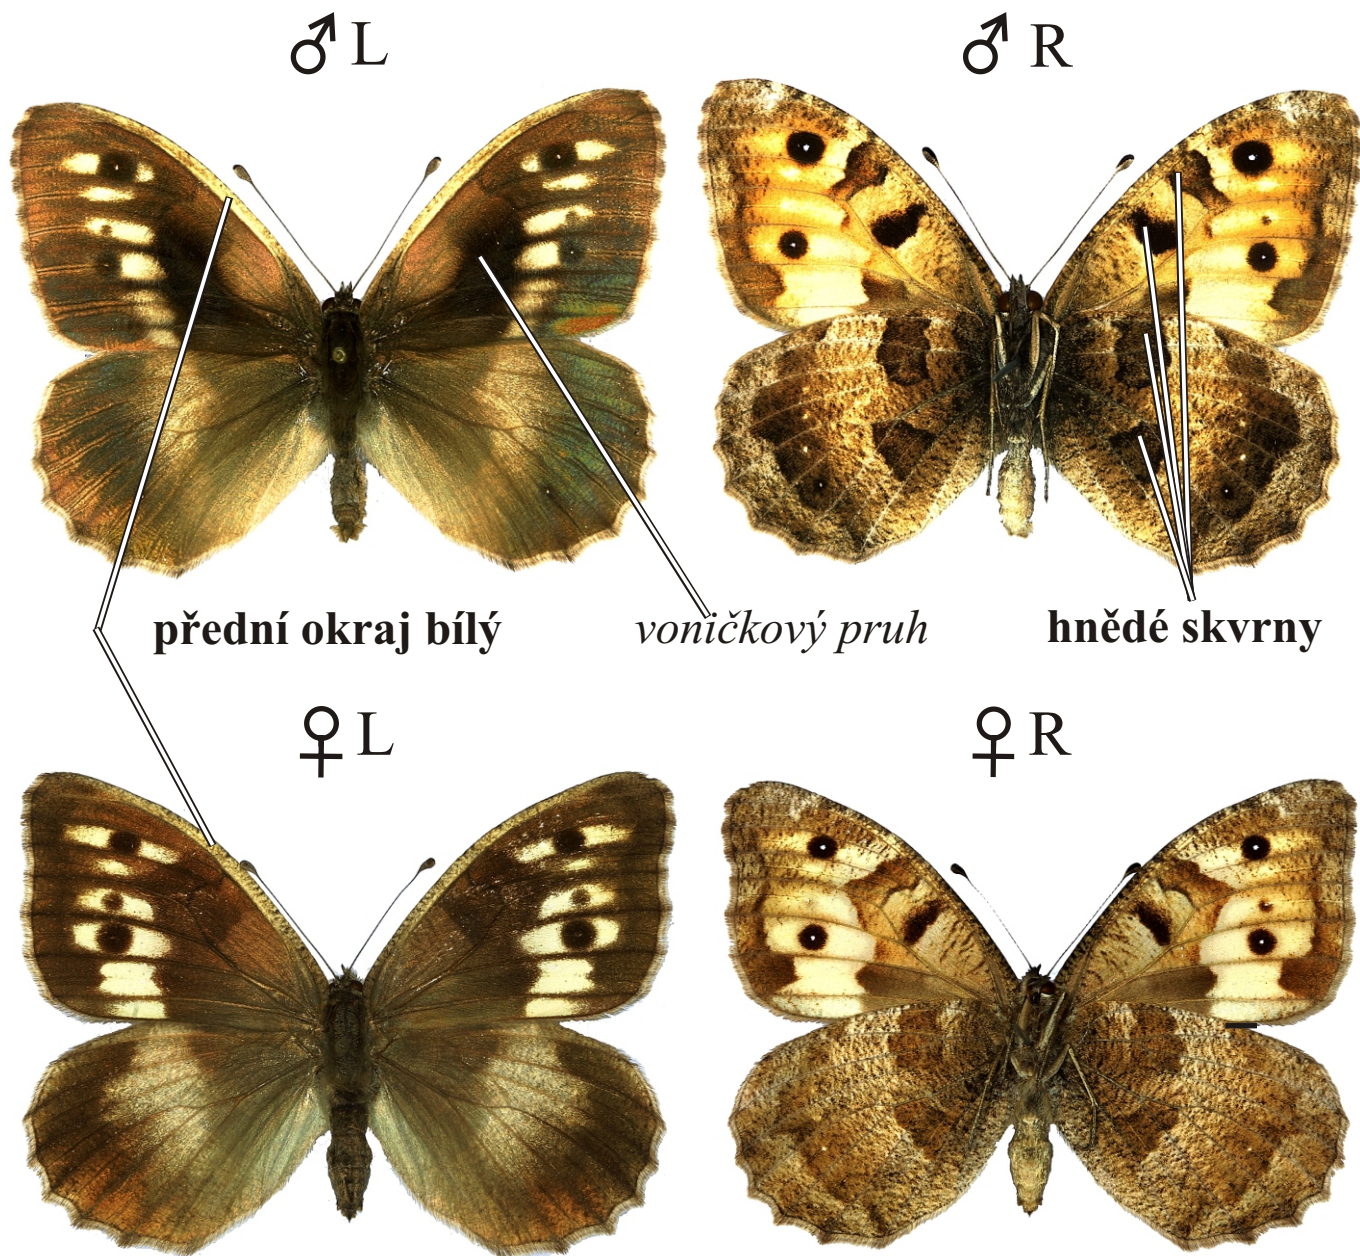 ♂ L
♂ R
přední okraj bílý
voničkový pruh
hnědé skvrny
♀ L
♀ R